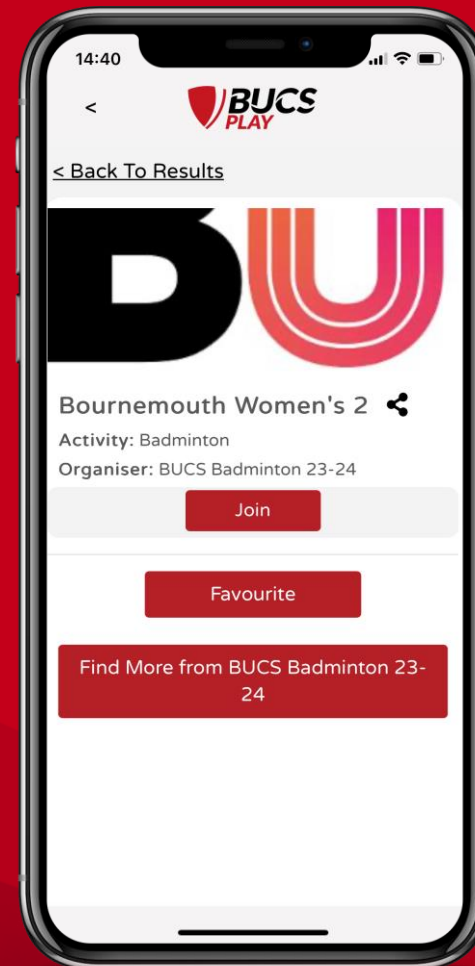 14:40
<
BUCS
PLAY
< Back To Results
BU
Bournemouth Women's 2
Activity: Badminton
Organiser: BUCS Badminton 23-24
Join
Favourite
Find More from BUCS Badminton 23-
24